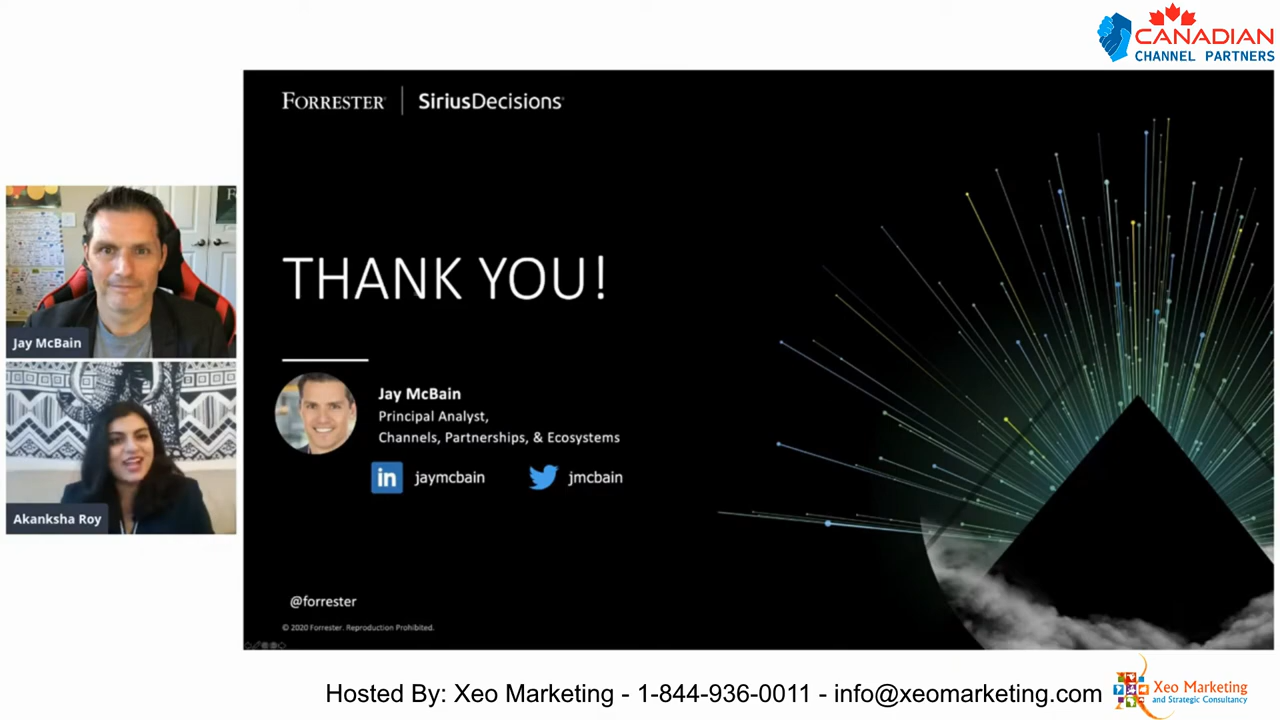 CANADIAN
CHANNEL PARTNERS
FORRESTER | SiriusDecisions
THANK YOU!
Jay McBain
Principal Analyst,
Channels, Partnerships, & Ecosystems
jaymcbain
jmcbain
@forrester
© 2020 Forrester. Reproduction Prohibited.
Jay McBain
Akanksha Roy
Hosted By: Xeo Marketing - 1-844-936-0011 - info@xeomarketing.com
Xeo Marketing
and Strategic Consultancy